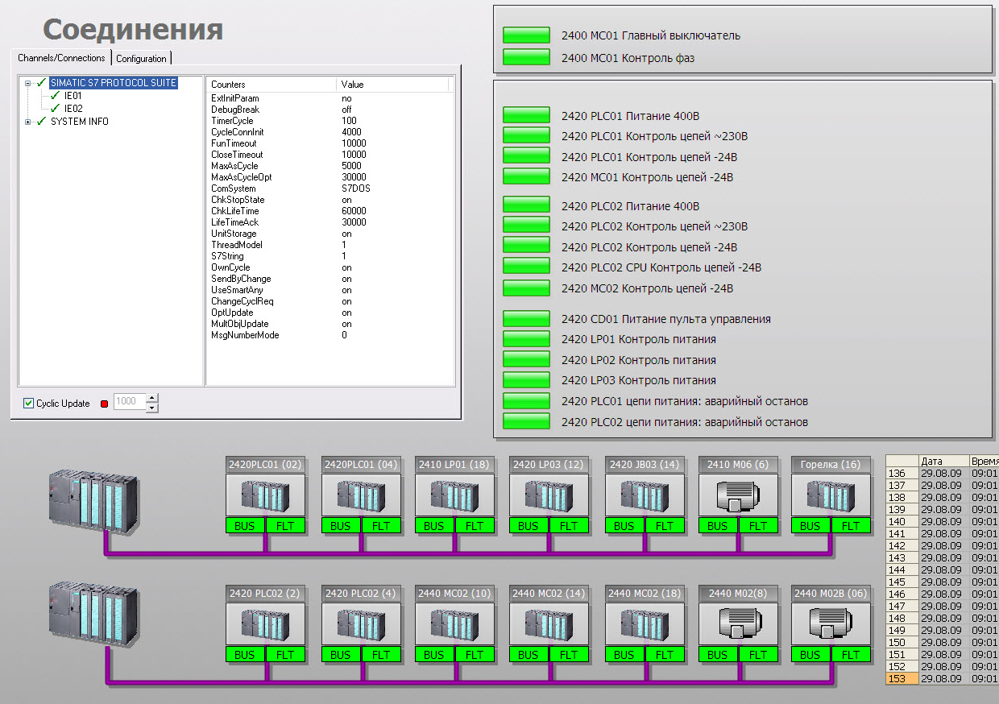 Соединения
Channels/Connections Configuration
SIMATIC S7 PROTOCOL SUITE
IE01
IE02
SYSTEM INFO
Counters Value
ExtInitParam no
DebugBreak off
TimerCycle 100
CycleConnInit 4000
FunTimeout 10000
CloseTimeout 10000
MaxAsCycle 5000
MaxAsCycleOpt 30000
ComSystem S7DOS
ChkStopState on
ChkLifeTime 60000
LifeTimeAck 30000
UnitStorage on
ThreadModel 1
S7String 1
OwnCycle on
SendByChange on
UseSmartAny on
ChangeCyclReq on
OptUpdate on
MultObjUpdate on
MsgNumberMode 0
Cyclic Update 1000
2400 MC01 Главный выключатель
2400 MC01 Контроль фаз
2420 PLC01 Питание 400В
2420 PLC01 Контроль цепей ~230В
2420 PLC01 Контроль цепей -24В
2420 MC01 Контроль цепей -24В
2420 PLC02 Питание 400В
2420 PLC02 Контроль цепей ~230В
2420 PLC02 Контроль цепей -24В
2420 PLC02 CPU Контроль цепей -24В
2420 MC02 Контроль цепей -24В
2420 CD01 Питание пульта управления
2420 LP01 Контроль питания
2420 LP02 Контроль питания
2420 LP03 Контроль питания
2420 PLC01 цепи питания: аварийный останов
2420 PLC02 цепи питания: аварийный останов
2420PLC01 (02) 2420PLC01 (04) 2410 LP01 (18) 2420 LP03 (12) 2420 JB03 (14) 2410 M06 (6) Горелка (16)
BUS FLT BUS FLT BUS FLT BUS FLT BUS FLT BUS FLT BUS FLT
2420 PLC02 (2) 2420 PLC02 (4) 2440 MC02 (10) 2440 MC02 (14) 2440 MC02 (18) 2440 M02(8) 2440 M02B (06)
BUS FLT BUS FLT BUS FLT BUS FLT BUS FLT BUS FLT BUS FLT
Дата Время
136 29.08.09 09:01
137 29.08.09 09:01
138 29.08.09 09:01
139 29.08.09 09:01
140 29.08.09 09:01
141 29.08.09 09:01
142 29.08.09 09:01
143 29.08.09 09:01
144 29.08.09 09:01
145 29.08.09 09:01
146 29.08.09 09:01
147 29.08.09 09:01
148 29.08.09 09:01
149 29.08.09 09:01
150 29.08.09 09:01
151 29.08.09 09:01
152 29.08.09 09:01
153 29.08.09 09:01